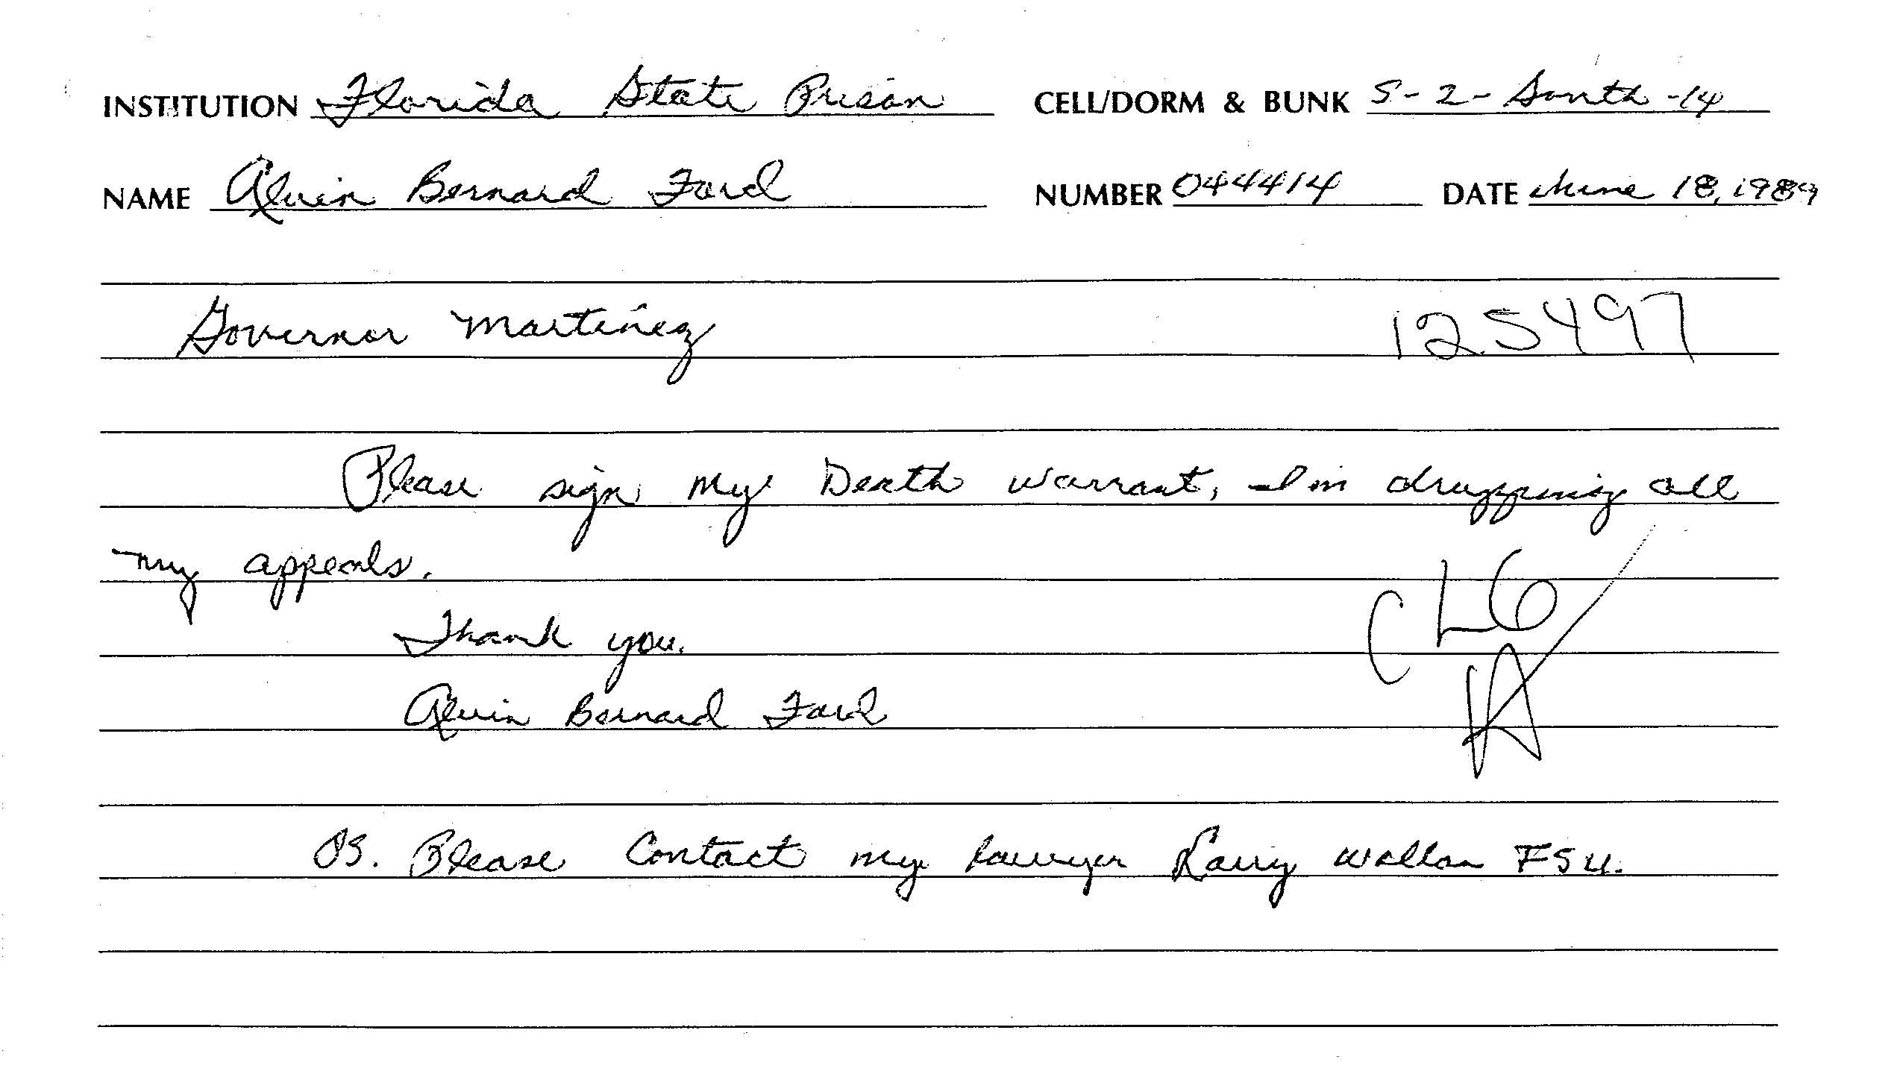 INSTITUTION Florida State Prison CELL/DORM & BUNK S-2-South-14
NAME Alvin Bernard Ford NUMBER 044414 DATE June 18, 1989
Governor Martinez 125497
Please sign my Death warrant, I'm dropping all
my appeals.
CLG
Thank you.
Alvin Bernard Ford
PS. Please Contact my lawyer Larry FSU.